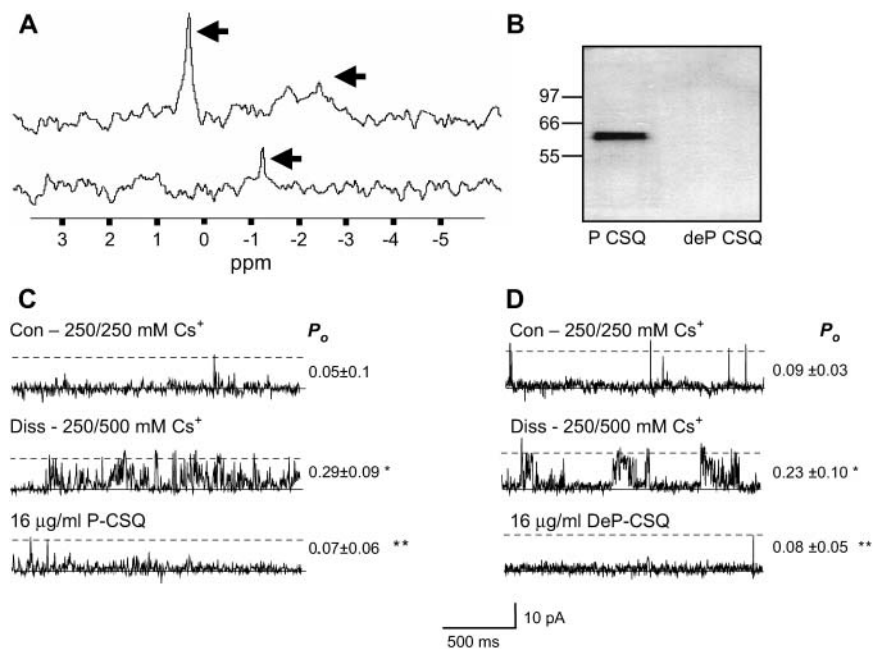 A
3 2 1 0 -1 -2 -3 -4 -5
ppm
B
97
66
55
P CSQ deP CSQ
C
Con – 250/250 mM Cs+ Po
0.05±0.1
Diss - 250/500 mM Cs+
0.29±0.09 *
16 μg/ml P-CSQ
0.07±0.06 **
D
Con – 250/250 mM Cs+ Po
0.09 ±0.03
Diss - 250/500 mM Cs+
0.23 ±0.10 *
16 μg/ml DeP-CSQ
0.08 ±0.05 **
10 pA
500 ms